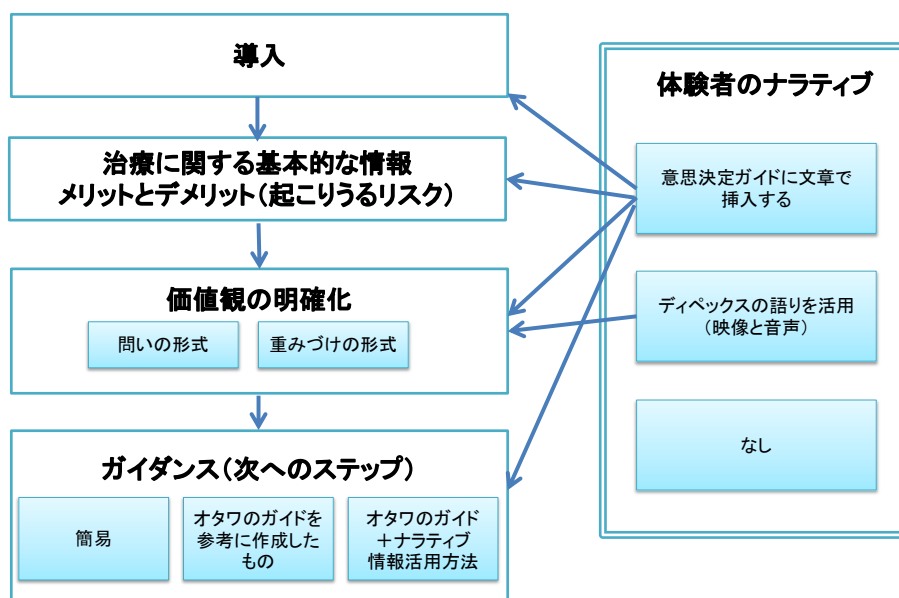 導入
治療に関する基本的な情報
メリットとデメリット（起こりうるリスク）
価値観の明確化
問いの形式
重みづけの形式
ガイダンス（次へのステップ）
簡易
オタワのガイドを
参考に作成した
もの
オタワのガイド
＋ナラティブ
情報活用方法
体験者のナラティブ
意思決定ガイドに文章で
挿入する
ディペックスの語りを活用
（映像と音声）
なし